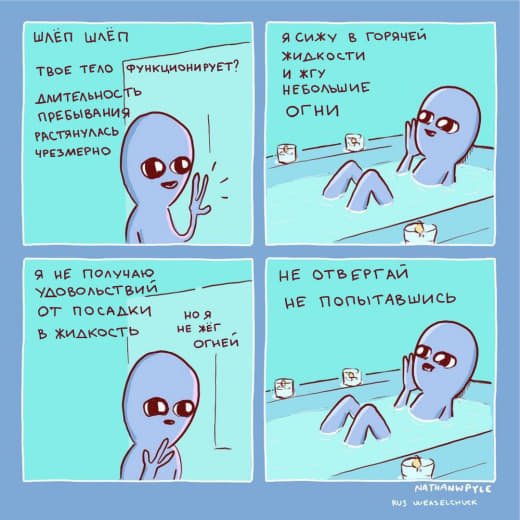 ШЛЁП ШЛЁП
ТВОЕ ТЕЛО ФУНКЦИОНИРУЕТ?
ДЛИТЕЛЬНОСТЬ
ПРЕБЫВАНИЯ
РАСТЯНУЛАСЬ
ЧРЕЗМЕРНО
Я СИЖУ В ГОРЯЧЕЙ
ЖИДКОСТИ
И ЖГУ
НЕБОЛЬШИЕ
ОГНИ
Я НЕ ПОЛУЧАЮ
УДОВОЛЬСТВИЙ
ОТ ПОСАДКИ
В ЖИДКОСТЬ
НО Я
НЕ ЖЁГ
ОГНЕЙ
НЕ ОТВЕРГАЙ
НЕ ПОПЫТАВШИСЬ
NATHANWPYLE
RUS WEASELCHUCK